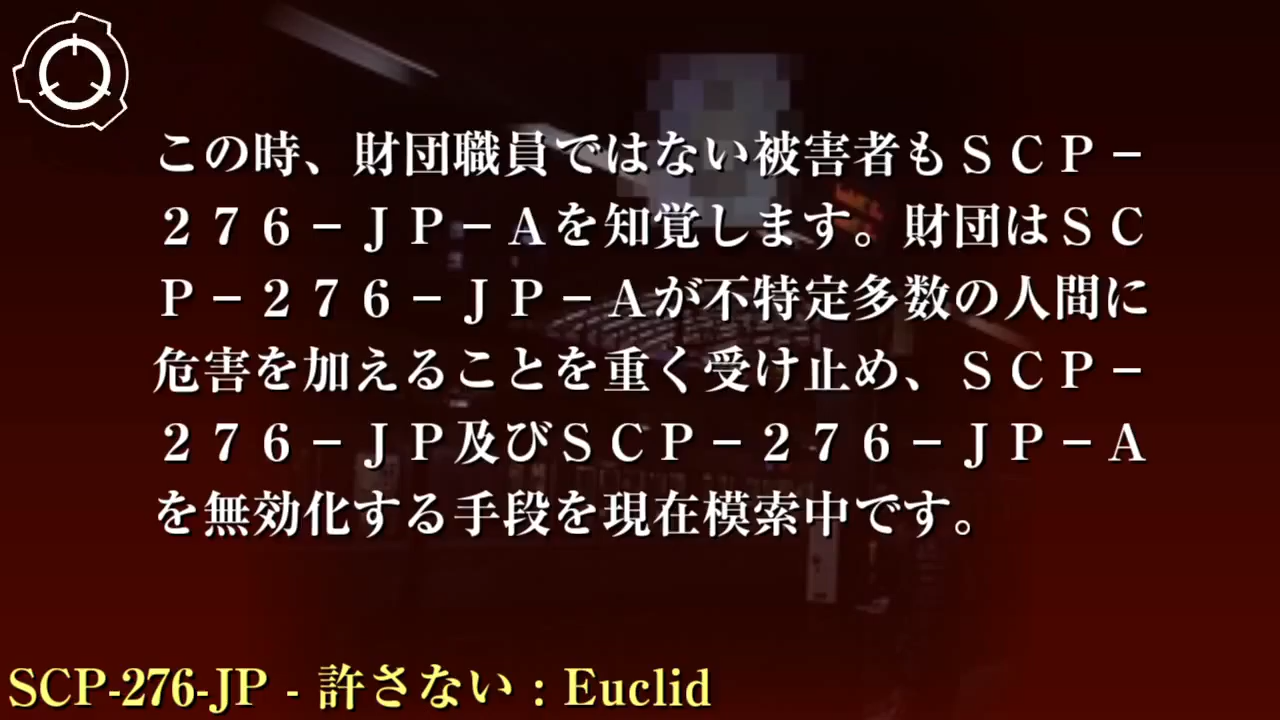 この時、財団職員ではない被害者もＳＣＰ－
２７６－ＪＰ－Ａを知覚します。財団はＳＣ
Ｐ－２７６－ＪＰ－Ａが不特定多数の人間に
危害を加えることを重く受け止め、ＳＣＰ－
２７６－ＪＰ及びＳＣＰ－２７６－ＪＰ－Ａ
を無効化する手段を現在模索中です。
SCP-276-JP - 許さない : Euclid